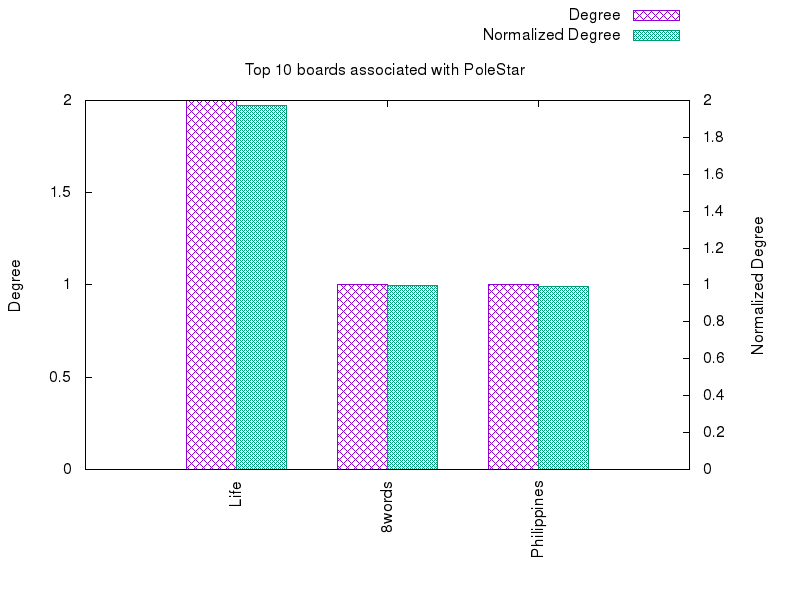 Degree
Normalized Degree
Top 10 boards associated with PoleStar
2
1.5
1
0.5
0
Degree
2
1.8
1.6
1.4
1.2
1
0.8
0.6
0.4
0.2
0
Normalized Degree
Life
8words
Philippines